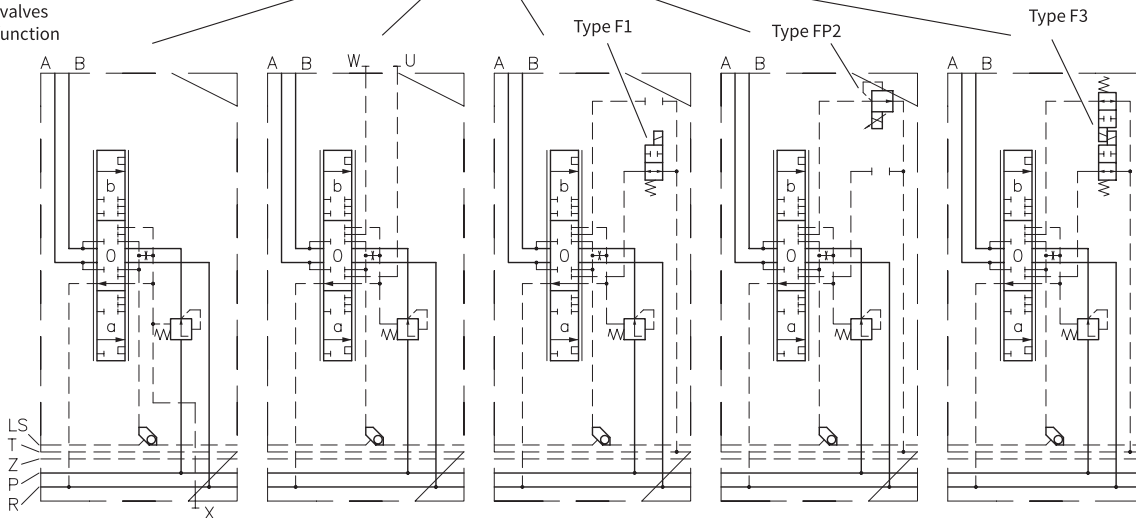 valves
unction
Type F1
Type FP2
Type F3
A B
A B W U
A B
A B
A B
b
0
a
b
0
a
b
0
a
b
0
a
b
0
a
LS
T
Z
P
R
X